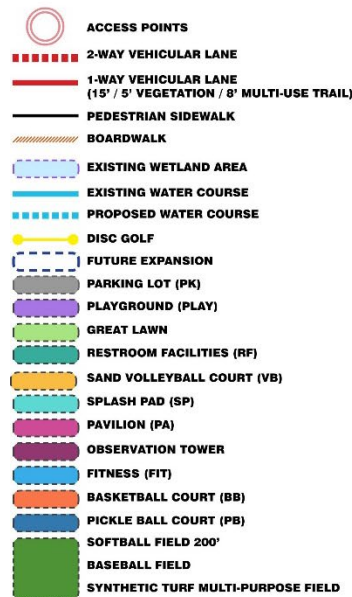 ACCESS POINTS
2-WAY VEHICULAR LANE
1-WAY VEHICULAR LANE
(15' / 5' VEGETATION / 8' MULTI-USE TRAIL)
PEDESTRIAN SIDEWALK
BOARDWALK
EXISTING WETLAND AREA
EXISTING WATER COURSE
PROPOSED WATER COURSE
DISC GOLF
FUTURE EXPANSION
PARKING LOT (PK)
PLAYGROUND (PLAY)
GREAT LAWN
RESTROOM FACILITIES (RF)
SAND VOLLEYBALL COURT (VB)
SPLASH PAD (SP)
PAVILION (PA)
OBSERVATION TOWER
FITNESS (FIT)
BASKETBALL COURT (BB)
PICKLE BALL COURT (PB)
SOFTBALL FIELD 200'
BASEBALL FIELD
SYNTHETIC TURF MULTI-PURPOSE FIELD